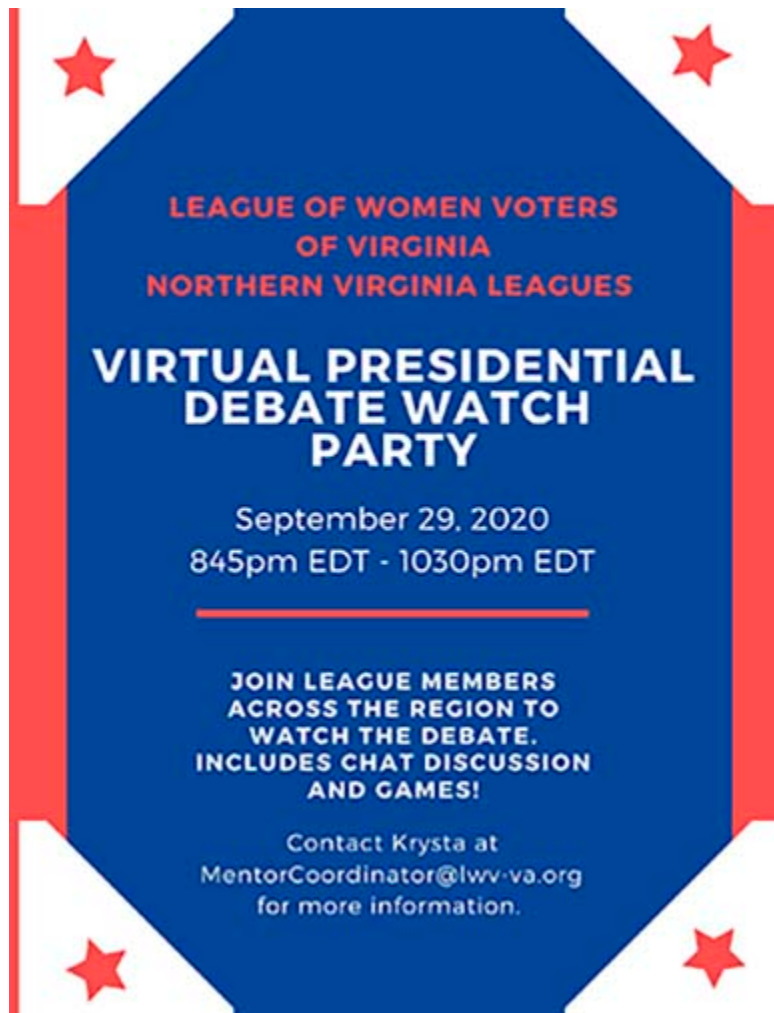 LEAGUE OF WOMEN VOTERS
OF VIRGINIA
NORTHERN VIRGINIA LEAGUES
VIRTUAL PRESIDENTIAL
DEBATE WATCH
PARTY
September 29, 2020
845pm EDT - 1030pm EDT
JOIN LEAGUE MEMBERS
ACROSS THE REGION TO
WATCH THE DEBATE.
INCLUDES CHAT DISCUSSION
AND GAMES!
Contact Krysta at
MentorCoordinator@lwv-va.org
for more information.